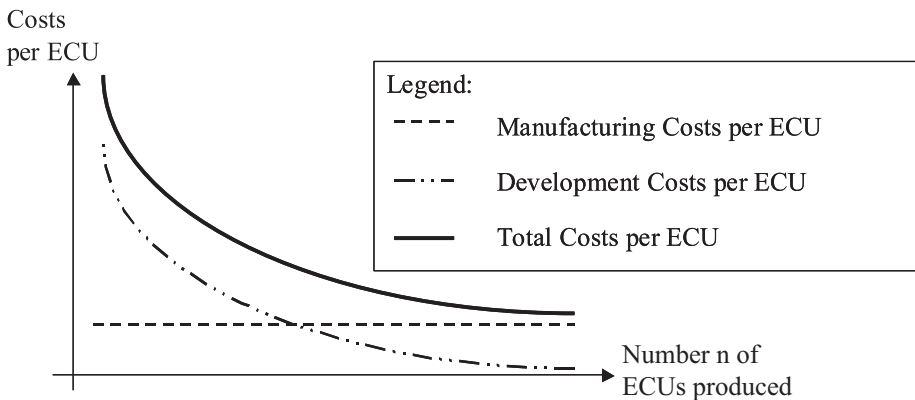 Costs
per ECU
Legend:
Manufacturing Costs per ECU
Development Costs per ECU
Total Costs per ECU
Number n of
ECUs produced